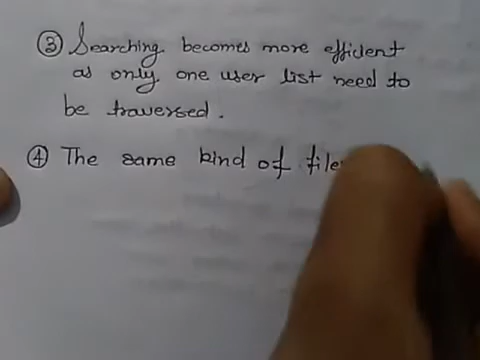 ③ Searching becomes more efficient
as only one user list need to
be traversed.
④ The same kind of file